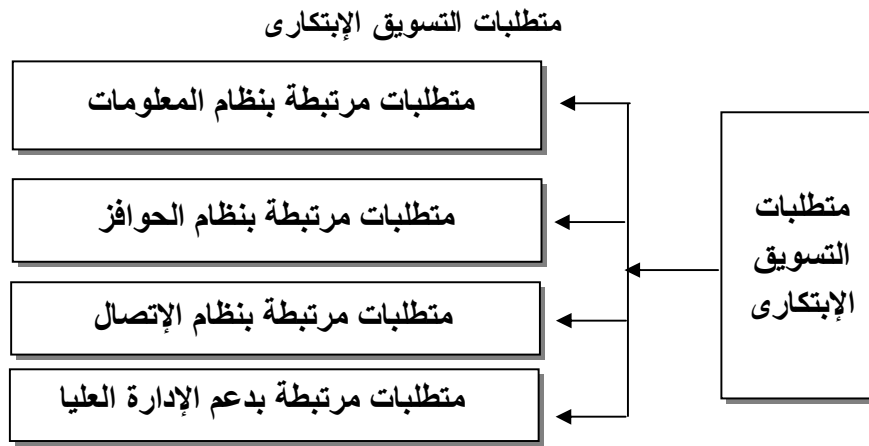 متطلبات التسويق الإبتكارى
متطلبات
التسويق
الإبتكارى
متطلبات مرتبطة بنظام المعلومات
متطلبات مرتبطة بنظام الحوافز
متطلبات مرتبطة بنظام الإتصال
متطلبات مرتبطة بدعم الإدارة العليا